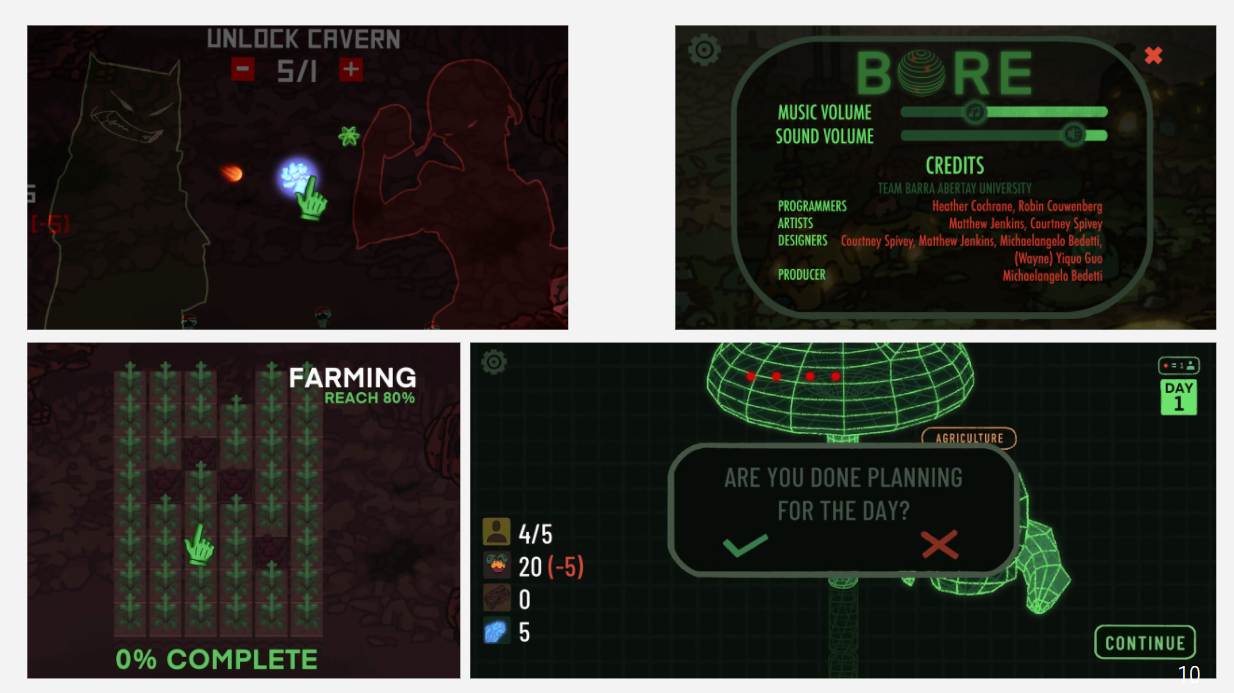 UNLOCK CAVERN
- 5/1 +
5
(-5)
BORE
MUSIC VOLUME
SOUND VOLUME
CREDITS
TEAM BARRA ABERTAY UNIVERSITY
PROGRAMMERS Heather Cochrane, Robin Couwenberg
ARTISTS Matthew Jenkins, Courtney Spivey
DESIGNERS Courtney Spivey, Matthew Jenkins, Michaelangelo Bedetti,
(Wayne) Yiquo Guo
PRODUCER Michaelangelo Bedetti
FARMING
REACH 80%
0% COMPLETE
= 1
DAY
1
AGRICULTURE
ARE YOU DONE PLANNING
FOR THE DAY?
4/5
20 (-5)
0
5
CONTINUE
10